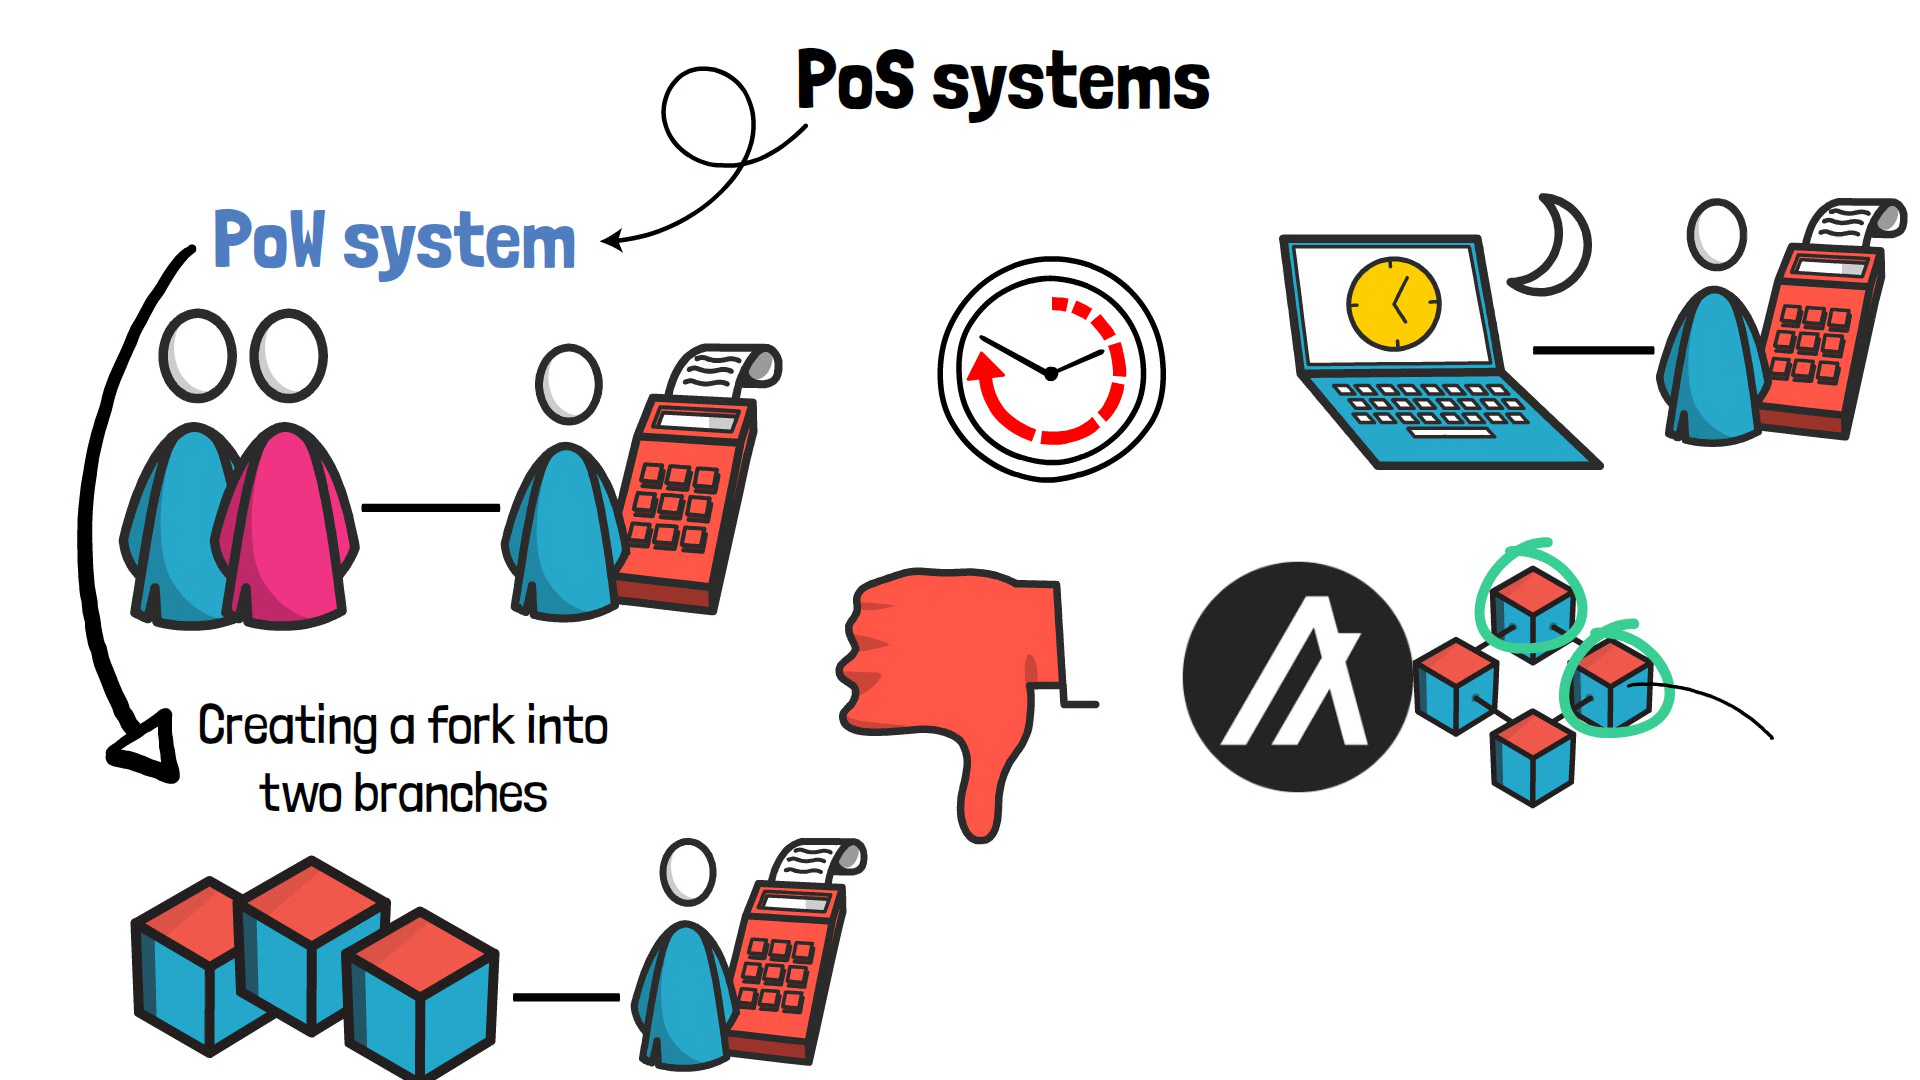 PoS systems
PoW system
Creating a fork into
two branches